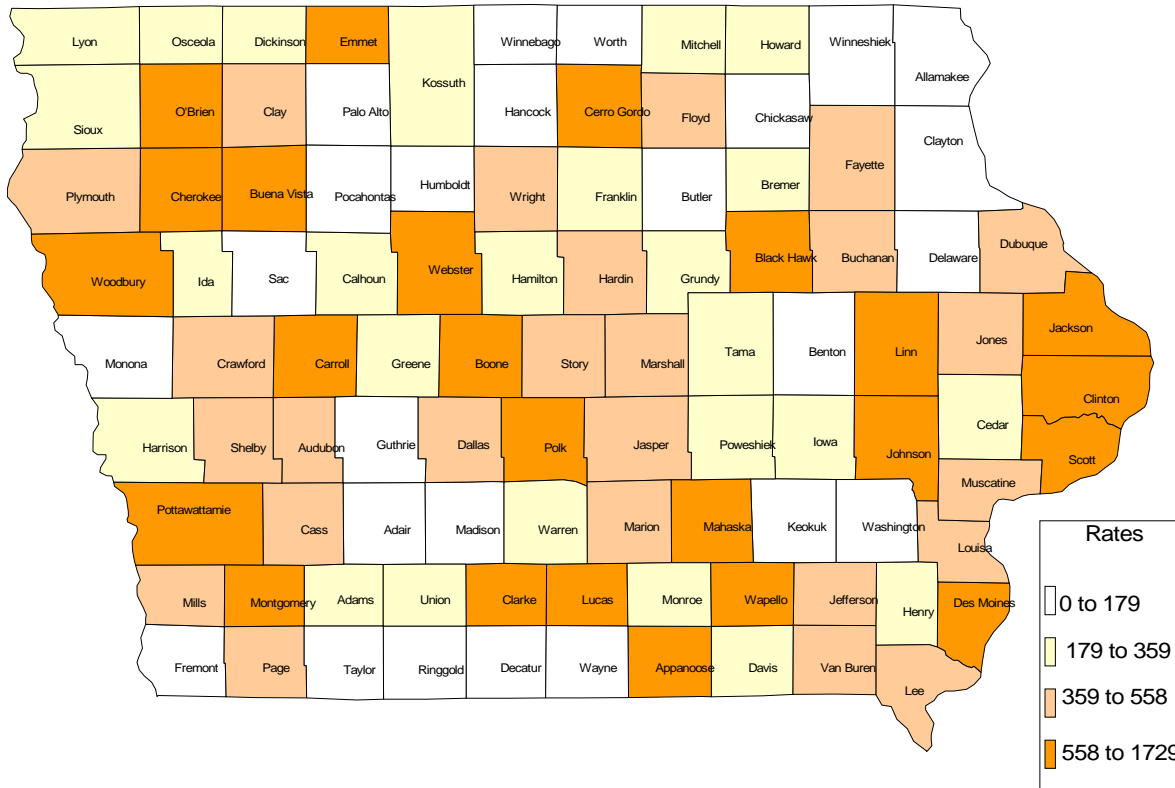 Lyon
Osceola
Dickinson
Emmet
Kossuth
Winnebago
Worth
Mitchell
Howard
Winneshiek
Allamakee
Sioux
O'Brien
Clay
Palo Alto
Hancock
Cerro Gordo
Floyd
Chickasaw
Fayette
Clayton
Plymouth
Cherokee
Buena Vista
Pocahontas
Humboldt
Wright
Franklin
Butler
Bremer
Woodbury
Ida
Sac
Calhoun
Webster
Hamilton
Hardin
Grundy
Black Hawk
Buchanan
Delaware
Dubuque
Monona
Crawford
Carroll
Greene
Boone
Story
Marshall
Tama
Benton
Linn
Jones
Jackson
Clinton
Harrison
Shelby
Audubon
Guthrie
Dallas
Polk
Jasper
Poweshiek
Iowa
Johnson
Cedar
Scott
Muscatine
Pottawattamie
Cass
Adair
Madison
Warren
Marion
Mahaska
Keokuk
Washington
Louisa
Mills
Montgomery
Adams
Union
Clarke
Lucas
Monroe
Wapello
Jefferson
Henry
Des Moines
Fremont
Page
Taylor
Ringgold
Decatur
Wayne
Appanoose
Davis
Van Buren
Lee
Rates
0 to 179
179 to 359
359 to 558
558 to 1729